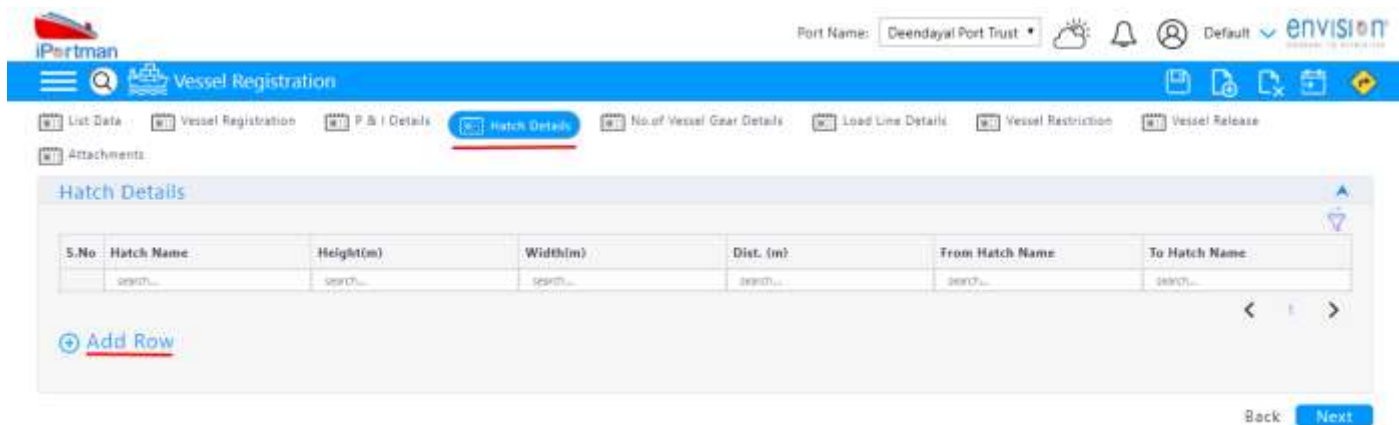 iPortman
Port Name: Deendayal Port Trust Default envision
Vessel Registration
List Data Vessel Registration P & I Details Hatch Details No.of Vessel Gear Details Load Line Details Vessel Restriction Vessel Release
Attachments
Hatch Details
S.No Hatch Name Height(m) Width(m) Dist. (m) From Hatch Name To Hatch Name
search... search... search... search... search... search...
1
Add Row
Back Next